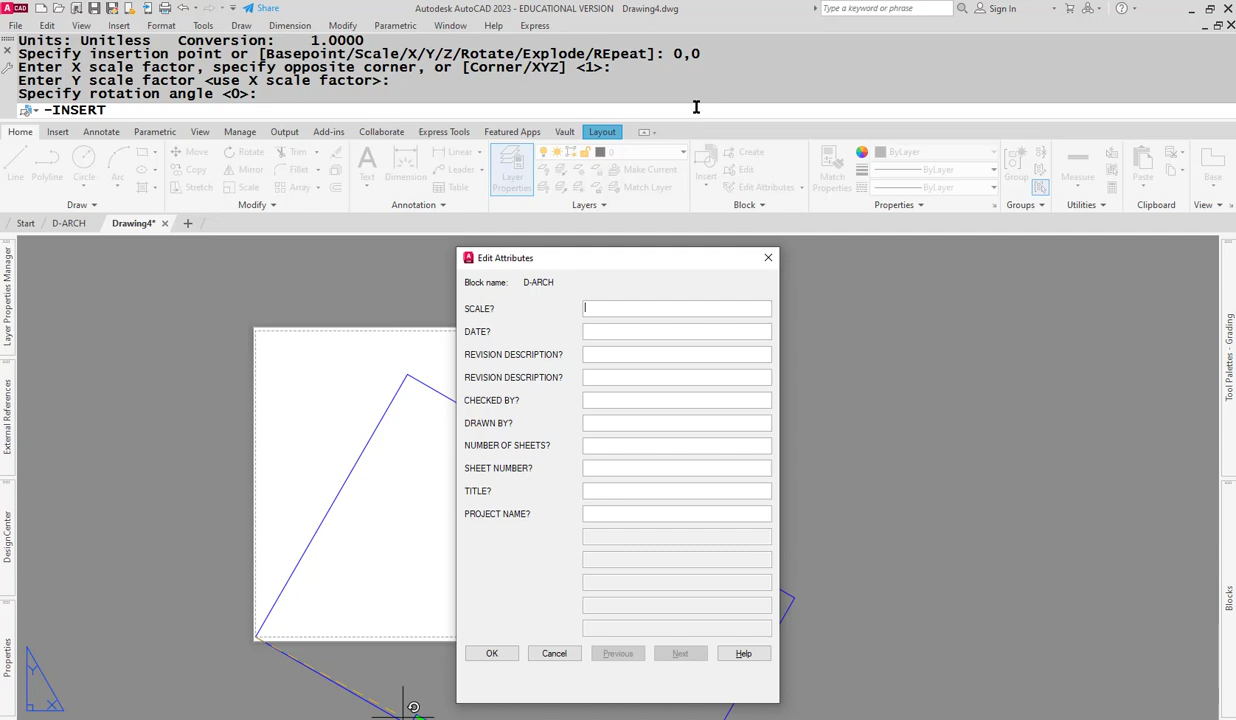 CAD
Share
Autodesk AutoCAD 2023 - EDUCATIONAL VERSION Drawing4.dwg
Type a keyword or phrase
Sign In
File Edit View Insert Format Tools Draw Dimension Modify Parametric Window Help Express
Units: Unitless Conversion: 1.0000
Specify insertion point or [Basepoint/Scale/X/Y/Z/Rotate/Explode/REpeat]: 0,0
Enter X scale factor, specify opposite corner, or [Corner/XYZ] <1>:
Enter Y scale factor <use X scale factor>:
Specify rotation angle <0>:
-INSERT
Home Insert Annotate Parametric View Manage Output Add-ins Collaborate Express Tools Featured Apps Vault Layout
Line Polyline Circle Arc
Move Rotate Trim
Copy Mirror Fillet
Stretch Scale Array
Text Dimension
Linear
Leader
Table
Layer Properties
0
Make Current
Match Layer
Insert
Create
Edit
Edit Attributes
Match Properties
ByLayer
ByLayer
ByLayer
Group
Measure
Paste
Base
Draw Modify Annotation Layers Block Properties Groups Utilities Clipboard View
Start D-ARCH Drawing4*
Layer Properties Manager
External References
DesignCenter
Properties
Tool Palettes - Grading
Blocks
Edit Attributes
Block name: D-ARCH
SCALE?
DATE?
REVISION DESCRIPTION?
REVISION DESCRIPTION?
CHECKED BY?
DRAWN BY?
NUMBER OF SHEETS?
SHEET NUMBER?
TITLE?
PROJECT NAME?
OK Cancel Previous Next Help
Y
X